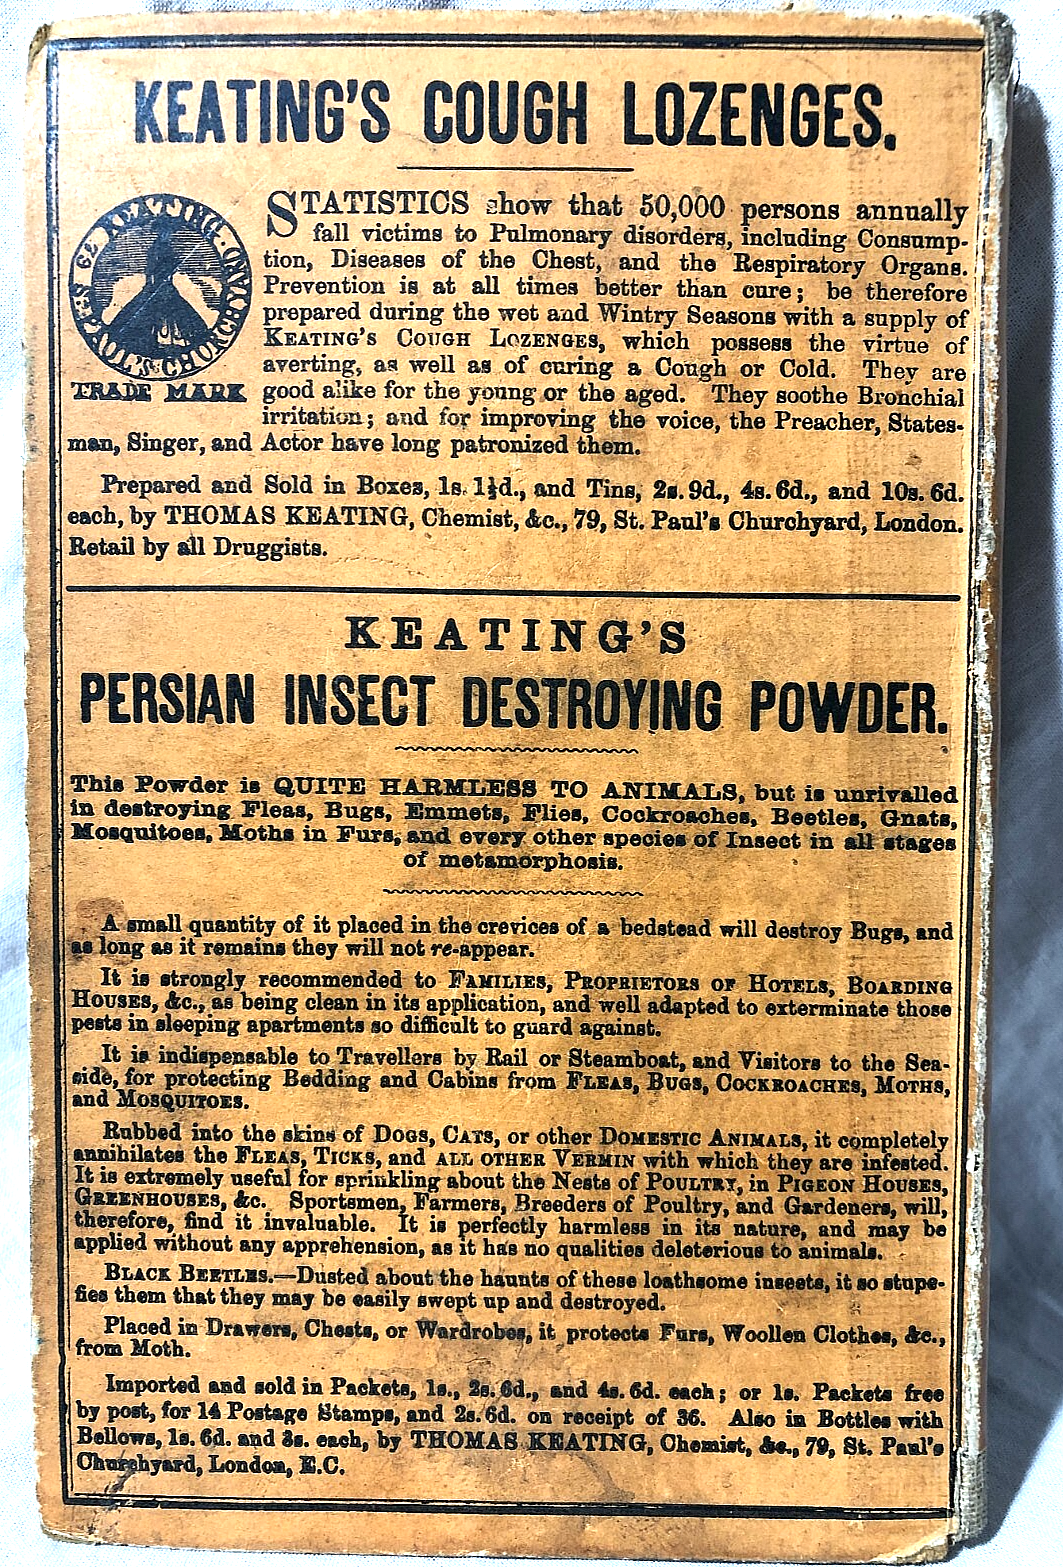 KEATING'S COUGH LOZENGES.
KEATING. 79 ST PAUL'S CHURCHYARD
TRADE MARK
STATISTICS show that 50,000 persons annually
fall victims to Pulmonary disorders, including Consump-
tion, Diseases of the Chest, and the Respiratory Organs.
Prevention is at all times better than cure; be therefore
prepared during the wet and Wintry Seasons with a supply of
KEATING'S COUGH LOZENGES, which possess the virtue of
averting, as well as of curing a Cough or Cold. They are
good alike for the young or the aged. They soothe Bronchial
irritation; and for improving the voice, the Preacher, States-
man, Singer, and Actor have long patronized them.
Prepared and Sold in Boxes, 1s. 1½d., and Tins, 2s. 9d., 4s. 6d., and 10s. 6d.
each, by THOMAS KEATING, Chemist, &c., 79, St. Paul's Churchyard, London.
Retail by all Druggists.
KEATING'S
PERSIAN INSECT DESTROYING POWDER.
This Powder is QUITE HARMLESS TO ANIMALS, but is unrivalled
in destroying Fleas, Bugs, Emmets, Flies, Cockroaches, Beetles, Gnats,
Mosquitoes, Moths in Furs, and every other species of Insect in all stages
of metamorphosis.
A small quantity of it placed in the crevices of a bedstead will destroy Bugs, and
as long as it remains they will not re-appear.
It is strongly recommended to FAMILIES, PROPRIETORS OF HOTELS, BOARDING
HOUSES, &c., as being clean in its application, and well adapted to exterminate those
pests in sleeping apartments so difficult to guard against.
It is indispensable to Travellers by Rail or Steamboat, and Visitors to the Sea-
side, for protecting Bedding and Cabins from FLEAS, BUGS, COCKROACHES, MOTHS,
and MOSQUITOES.
Rubbed into the skins of DOGS, CATS, or other DOMESTIC ANIMALS, it completely
annihilates the FLEAS, TICKS, and ALL OTHER VERMIN with which they are infested.
It is extremely useful for sprinkling about the Nests of POULTRY, in PIGEON HOUSES,
GREENHOUSES, &c. Sportsmen, Farmers, Breeders of Poultry, and Gardeners, will,
therefore, find it invaluable. It is perfectly harmless in its nature, and may be
applied without any apprehension, as it has no qualities deleterious to animals.
BLACK BEETLES.—Dusted about the haunts of these loathsome insects, it so stupe-
fies them that they may be easily swept up and destroyed.
Placed in Drawers, Chests, or Wardrobes, it protects Furs, Woollen Clothes, &c.,
from Moth.
Imported and sold in Packets, 1s., 2s. 6d., and 4s. 6d. each; or 1s. Packets free
by post, for 14 Postage Stamps, and 2s. 6d. on receipt of 36. Also in Bottles with
Bellows, 1s. 6d. and 3s. each, by THOMAS KEATING, Chemist, &c., 79, St. Paul's
Churchyard, London, E.C.